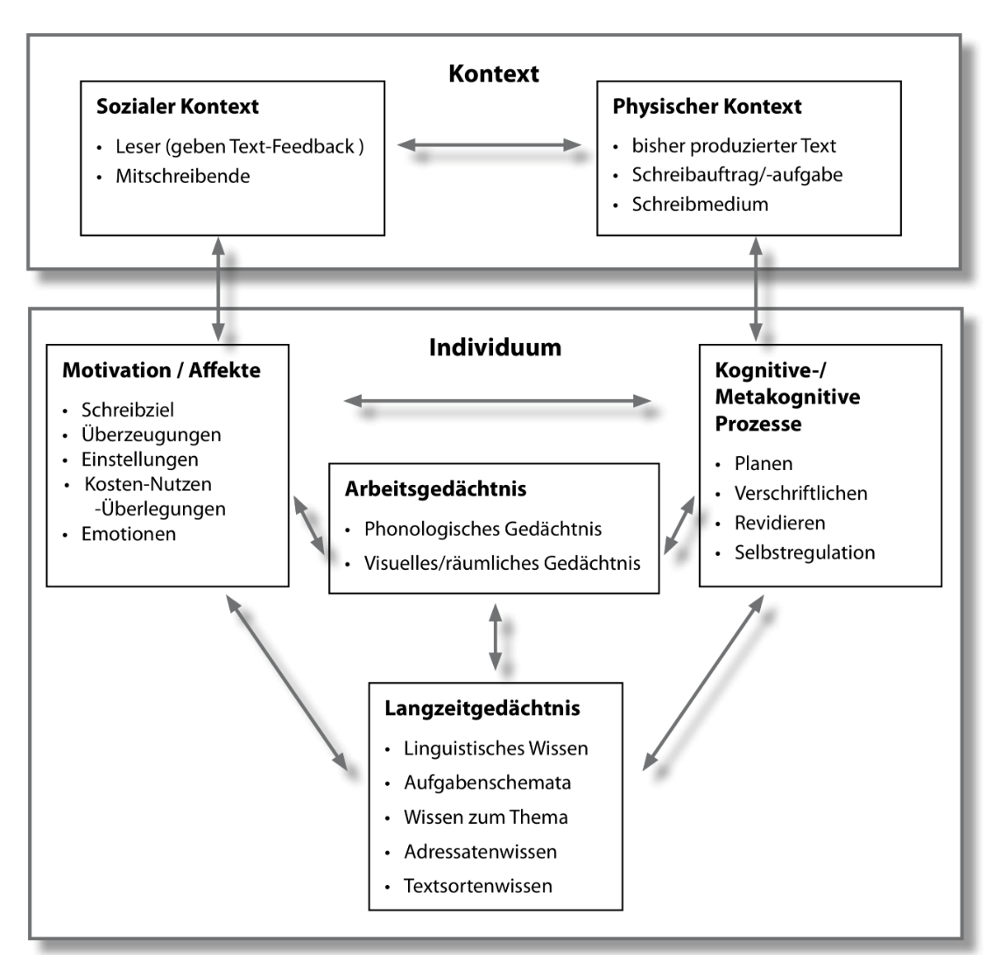 Kontext
Sozialer Kontext
• Leser (geben Text-Feedback )
• Mitschreibende
Physischer Kontext
• bisher produzierter Text
• Schreibauftrag/-aufgabe
• Schreibmedium
Individuum
Motivation / Affekte
• Schreibziel
• Überzeugungen
• Einstellungen
• Kosten-Nutzen
-Überlegungen
• Emotionen
Arbeitsgedächtnis
• Phonologisches Gedächtnis
• Visuelles/räumliches Gedächtnis
Kognitive-/
Metakognitive
Prozesse
• Planen
• Verschriftlichen
• Revidieren
• Selbstregulation
Langzeitgedächtnis
• Linguistisches Wissen
• Aufgabenschemata
• Wissen zum Thema
• Adressatenwissen
• Textsortenwissen